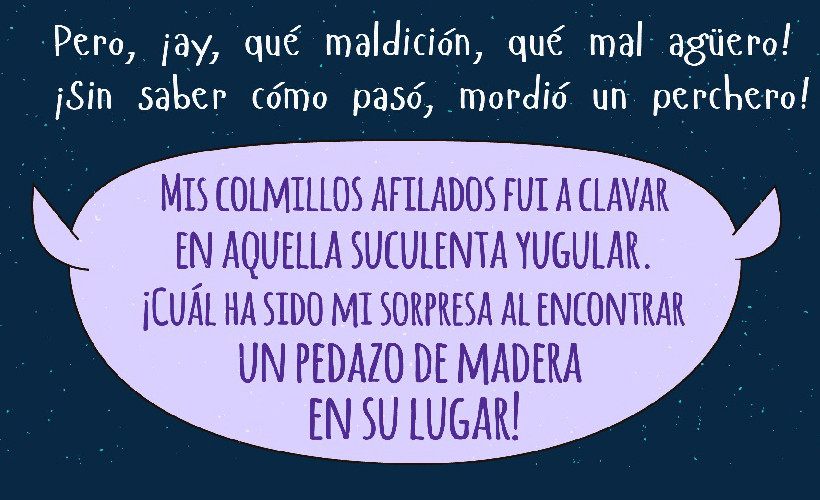 Pero, ¡ay, qué maldición, qué mal agüero!
¡Sin saber cómo pasó, mordió un perchero!
MIS COLMILLOS AFILADOS FUI A CLAVAR
EN AQUELLA SUCULENTA YUGULAR.
¡CUÁL HA SIDO MI SORPRESA AL ENCONTRAR
UN PEDAZO DE MADERA
EN SU LUGAR!